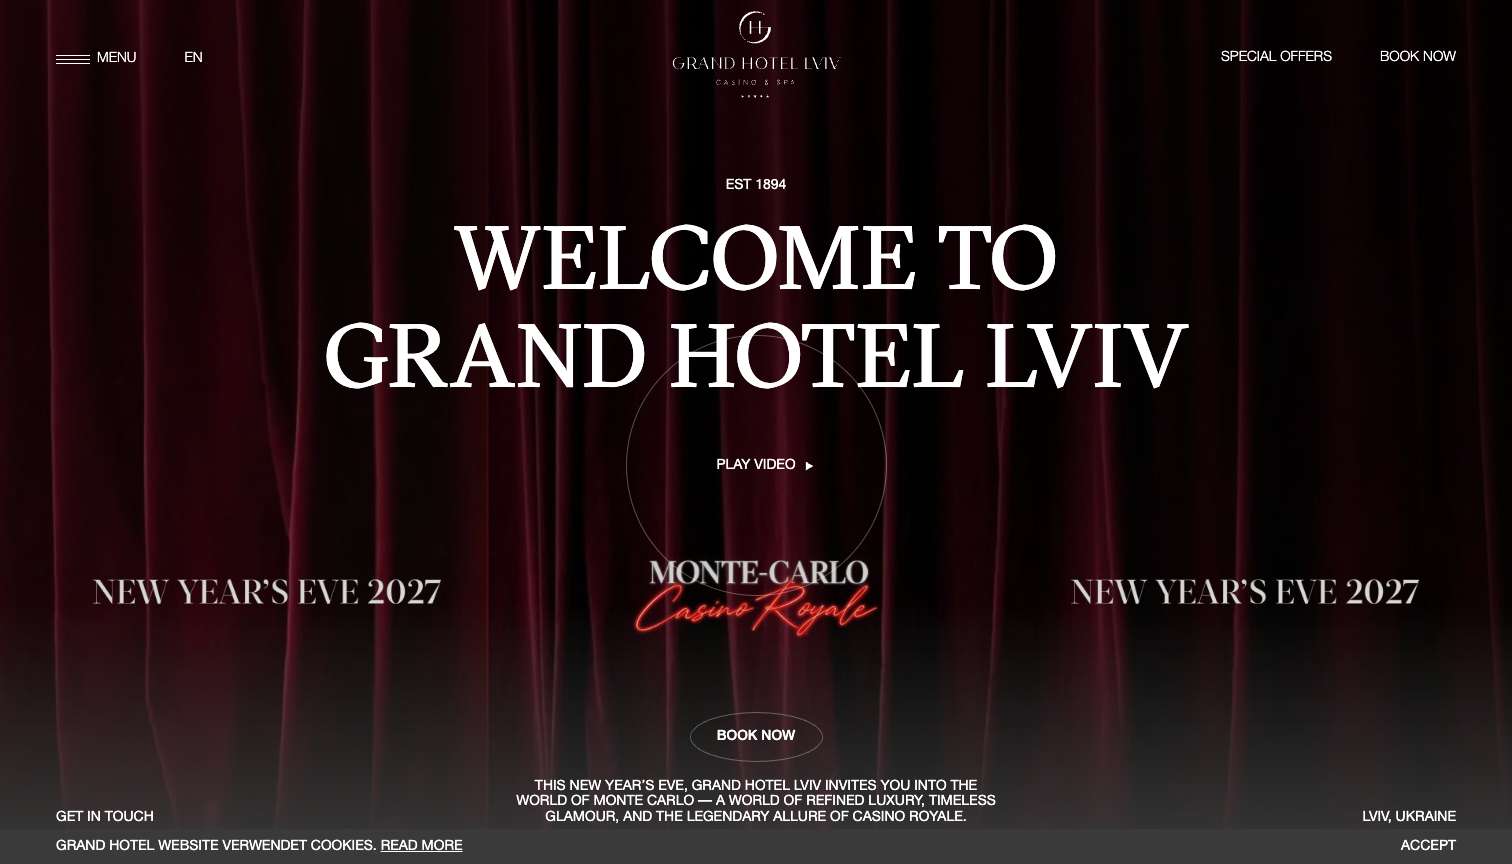 MENU
EN
GH
GRAND HOTEL LVIV
CASINO & SPA
SPECIAL OFFERS
BOOK NOW
EST 1894
WELCOME TO
GRAND HOTEL LVIV
PLAY VIDEO
NEW YEAR’S EVE 2027
MONTE-CARLO
Casino Royale
NEW YEAR’S EVE 2027
BOOK NOW
THIS NEW YEAR’S EVE, GRAND HOTEL LVIV INVITES YOU INTO THE
WORLD OF MONTE CARLO — A WORLD OF REFINED LUXURY, TIMELESS
GLAMOUR, AND THE LEGENDARY ALLURE OF CASINO ROYALE.
GET IN TOUCH
LVIV, UKRAINE
GRAND HOTEL WEBSITE VERWENDET COOKIES. READ MORE
ACCEPT